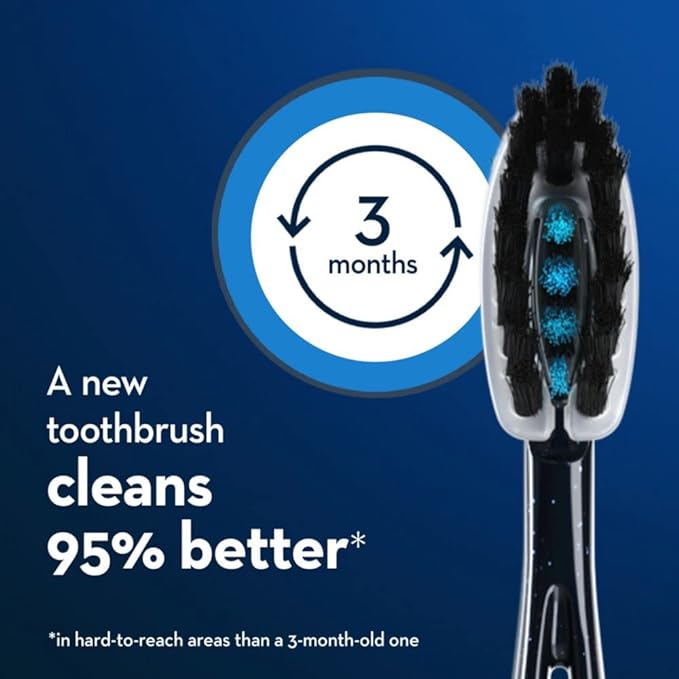 3
months
A new
toothbrush
cleans
95% better*
*in hard-to-reach areas than a 3-month-old one